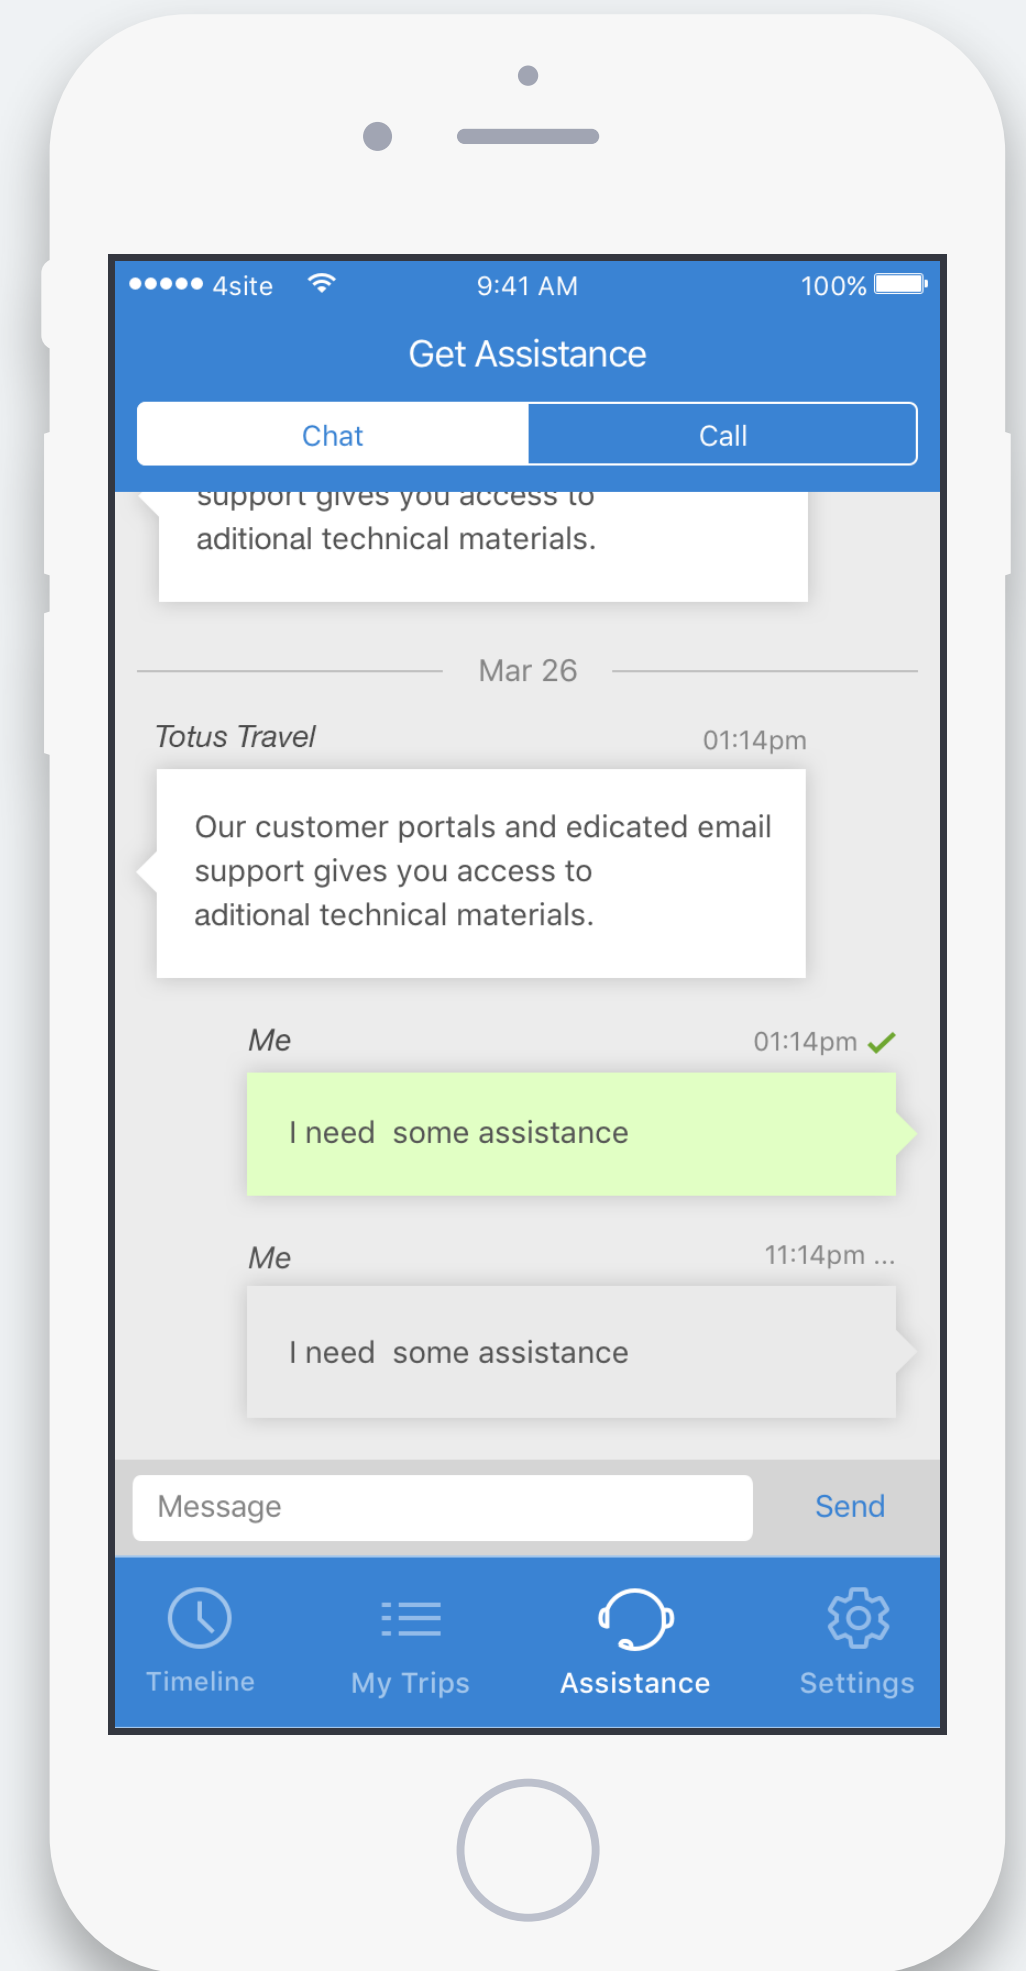 4site 9:41 AM 100%
Get Assistance
Chat Call
support gives you access to
aditional technical materials.
Mar 26
Totus Travel 01:14pm
Our customer portals and edicated email
support gives you access to
aditional technical materials.
Me 01:14pm
I need  some assistance
Me 11:14pm ...
I need  some assistance
Message Send
Timeline My Trips Assistance Settings